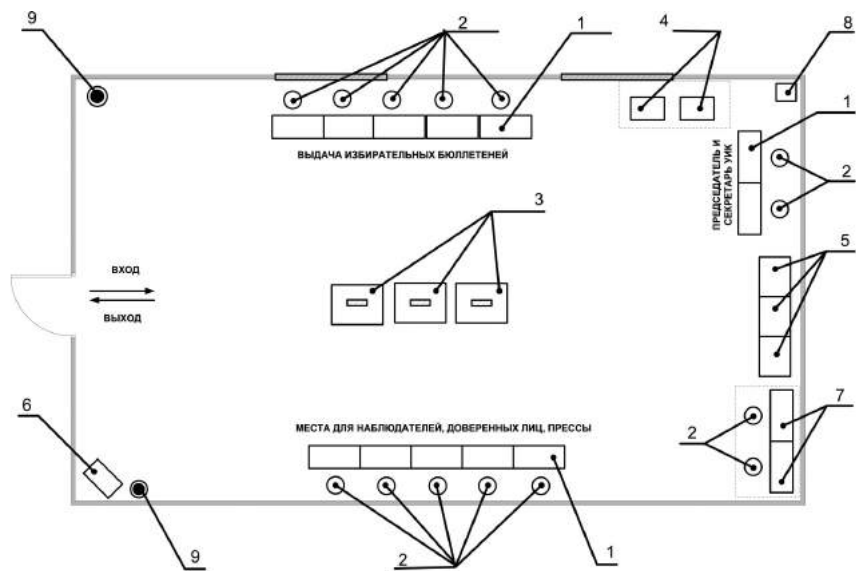 9
2
1
4
8
1
ВЫДАЧА ИЗБИРАТЕЛЬНЫХ БЮЛЛЕТЕНЕЙ
ПРЕДСЕДАТЕЛЬ И
СЕКРЕТАРЬ УИК
2
3
5
ВХОД
ВЫХОД
6
МЕСТА ДЛЯ НАБЛЮДАТЕЛЕЙ, ДОВЕРЕННЫХ ЛИЦ, ПРЕССЫ
7
2
9
2
1